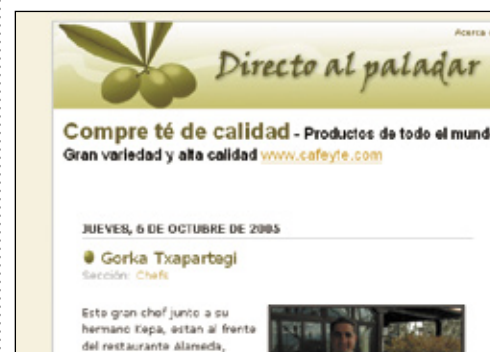 Acerca
Directo al paladar
Compre té de calidad - Productos de todo el mund
Gran variedad y alta calidad www.cafeyte.com
JUEVES, 6 DE OCTUBRE DE 2005
Gorka Txapartegi
Sección: Chefs
Este gran chef junto a su
hermano Kepa, estan al frente
del restaurante Alameda,